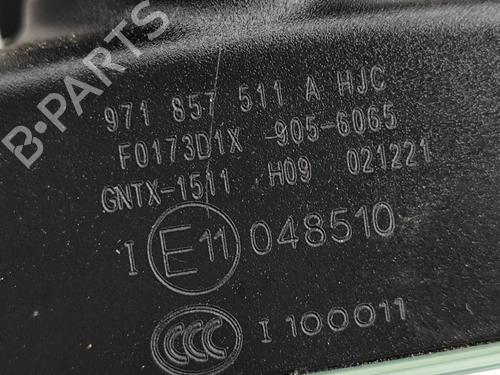 971 857 511 A HJC
F0173D1X 905-6065
GNTX-1511 H09 021221
I E11 048510
CCC I 100011
B-PARTS